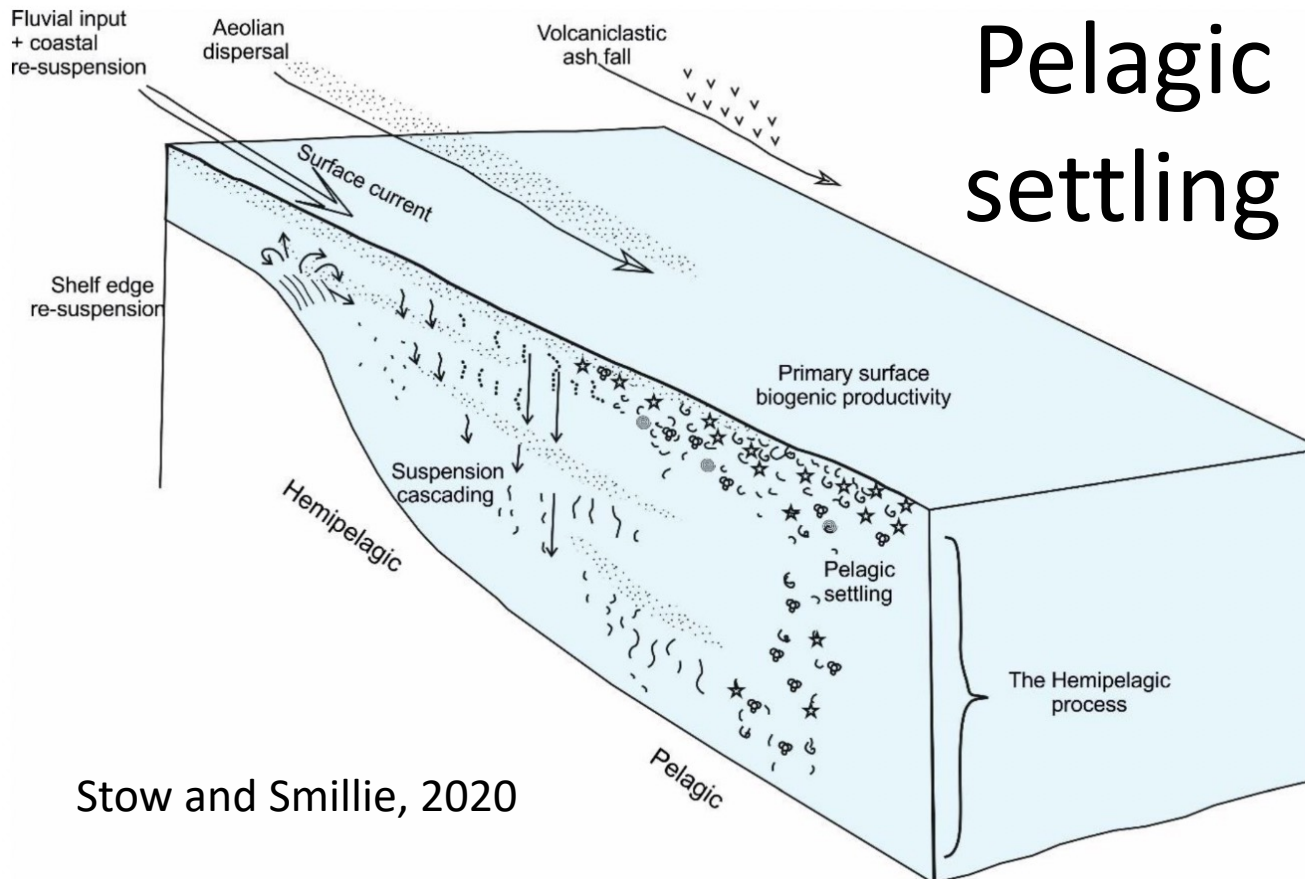 Fluvial input
+ coastal
re-suspension
Aeolian
dispersal
Volcaniclastic
ash fall
Pelagic
settling
Surface current
Shelf edge
re-suspension
Primary surface
biogenic productivity
Suspension
cascading
Hemipelagic
Pelagic
settling
The Hemipelagic
process
Pelagic
Stow and Smillie, 2020